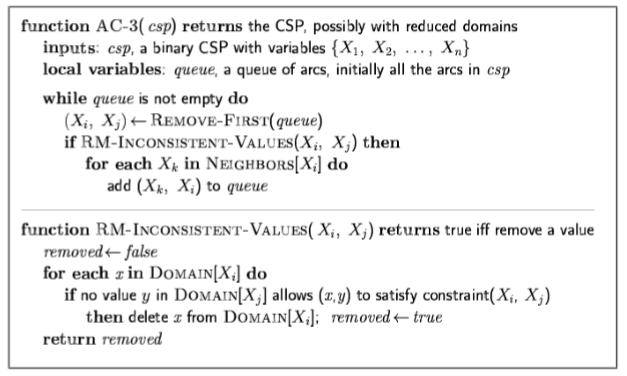 function AC-3( csp) returns the CSP, possibly with reduced domains
inputs: csp, a binary CSP with variables {X₁, X₂, ..., Xₙ}
local variables: queue, a queue of arcs, initially all the arcs in csp
while queue is not empty do
(Xᵢ, Xⱼ) ← REMOVE-FIRST(queue)
if RM-INCONSISTENT-VALUES(Xᵢ, Xⱼ) then
for each Xₖ in NEIGHBORS[Xᵢ] do
add (Xₖ, Xᵢ) to queue
function RM-INCONSISTENT-VALUES( Xᵢ, Xⱼ) returns true iff remove a value
removed ← false
for each x in DOMAIN[Xᵢ] do
if no value y in DOMAIN[Xⱼ] allows (x,y) to satisfy constraint(Xᵢ, Xⱼ)
then delete x from DOMAIN[Xᵢ]; removed ← true
return removed